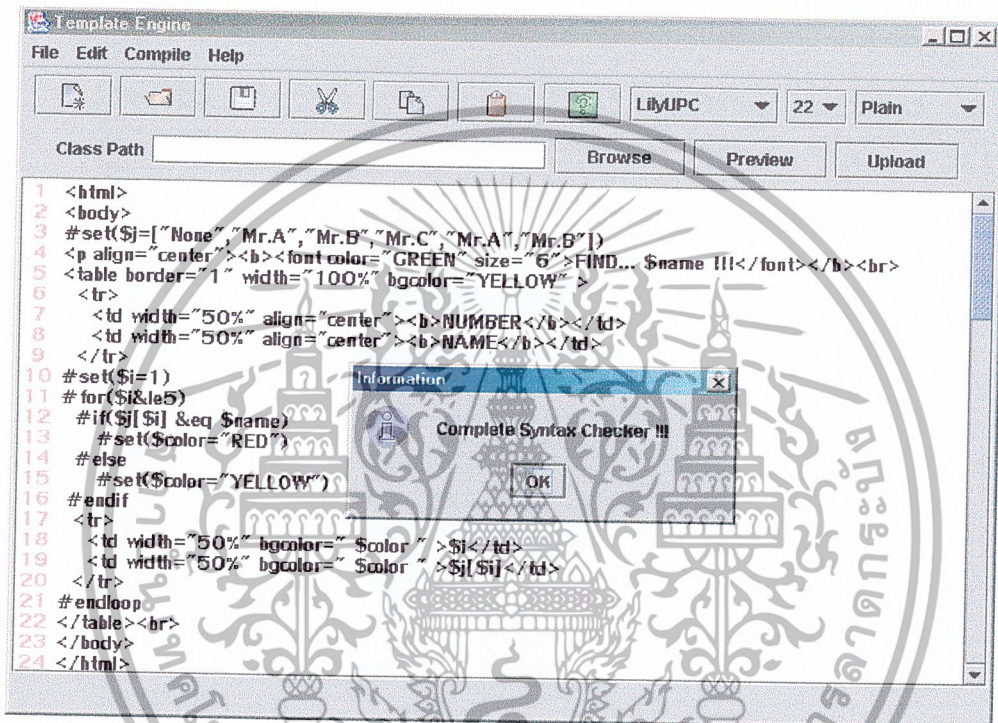 Template Engine
File Edit Compile Help
LilyUPC 22 Plain
Class Path Browse Preview Upload
1 <html>
2 <body>
3 #set($j=["None","Mr.A","Mr.B","Mr.C","Mr.A","Mr.B"])
4 <p align="center"><b><font color="GREEN" size="6">FIND... $name !!!</font></b><br>
5 <table border="1" width="100%" bgcolor="YELLOW" >
6 <tr>
7 <td width="50%" align="center"><b>NUMBER</b></td>
8 <td width="50%" align="center"><b>NAME</b></td>
9 </tr>
10 #set($i=1)
11 #for($i&le5)
12 #if($j[$i] &eq $name)
13 #set($color="RED")
14 #else
15 #set($color="YELLOW")
16 #endif
17 <tr>
18 <td width="50%" bgcolor=" $color " >$i</td>
19 <td width="50%" bgcolor=" $color " >$j[$i]</td>
20 </tr>
21 #endloop
22 </table><br>
23 </body>
24 </html>
Information
Complete Syntax Checker !!!
OK